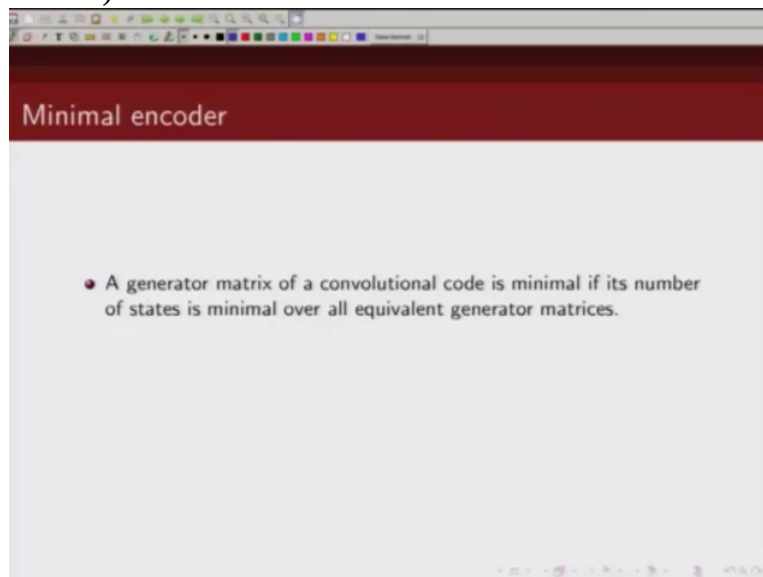 Minimal encoder
A generator matrix of a convolutional code is minimal if its number
of states is minimal over all equivalent generator matrices.